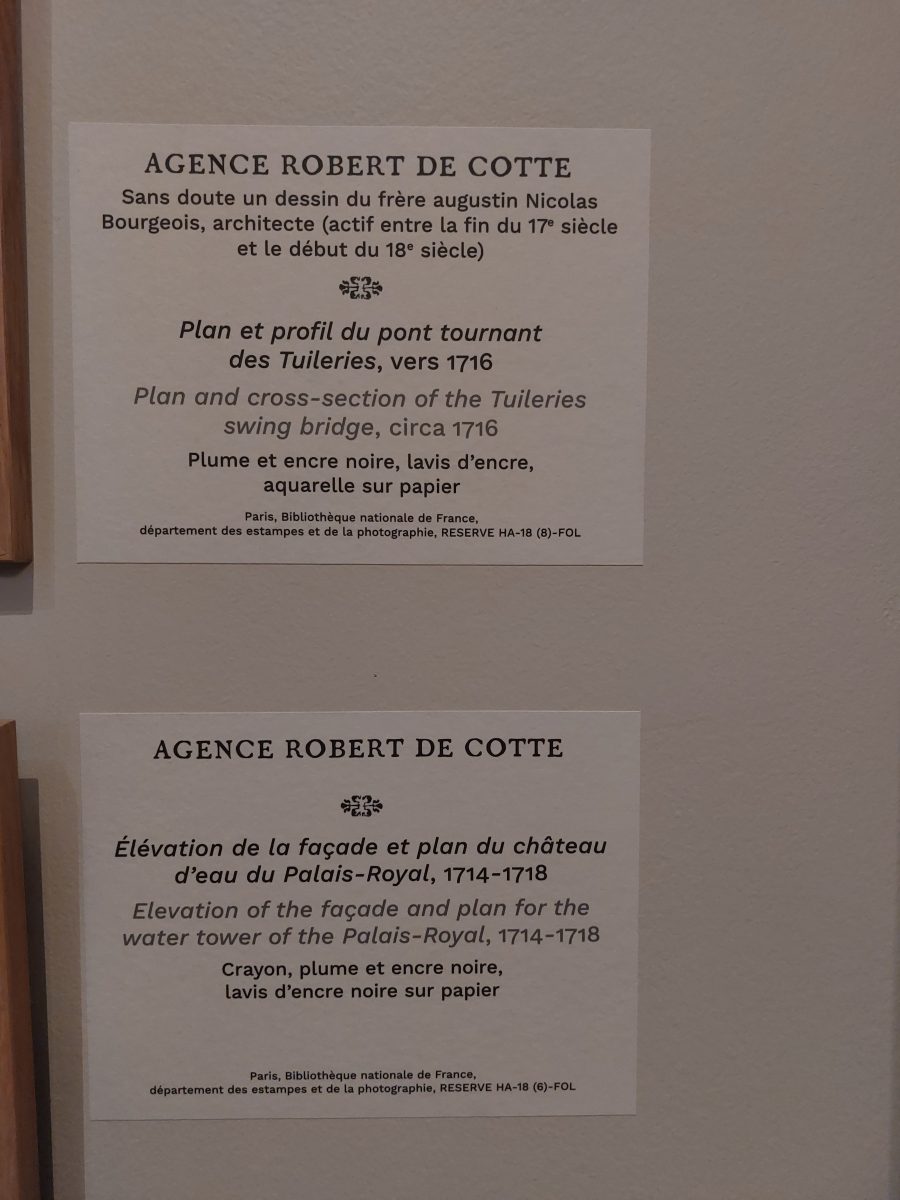 AGENCE ROBERT DE COTTE
Sans doute un dessin du frère augustin Nicolas
Bourgeois, architecte (actif entre la fin du 17e siècle
et le début du 18e siècle)
Plan et profil du pont tournant
des Tuileries, vers 1716
Plan and cross-section of the Tuileries
swing bridge, circa 1716
Plume et encre noire, lavis d'encre,
aquarelle sur papier
Paris, Bibliothèque nationale de France,
département des estampes et de la photographie, RESERVE HA-18 (8)-FOL
AGENCE ROBERT DE COTTE
Élévation de la façade et plan du château
d'eau du Palais-Royal, 1714-1718
Elevation of the façade and plan for the
water tower of the Palais-Royal, 1714-1718
Crayon, plume et encre noire,
lavis d'encre noire sur papier
Paris, Bibliothèque nationale de France,
département des estampes et de la photographie, RESERVE HA-18 (6)-FOL